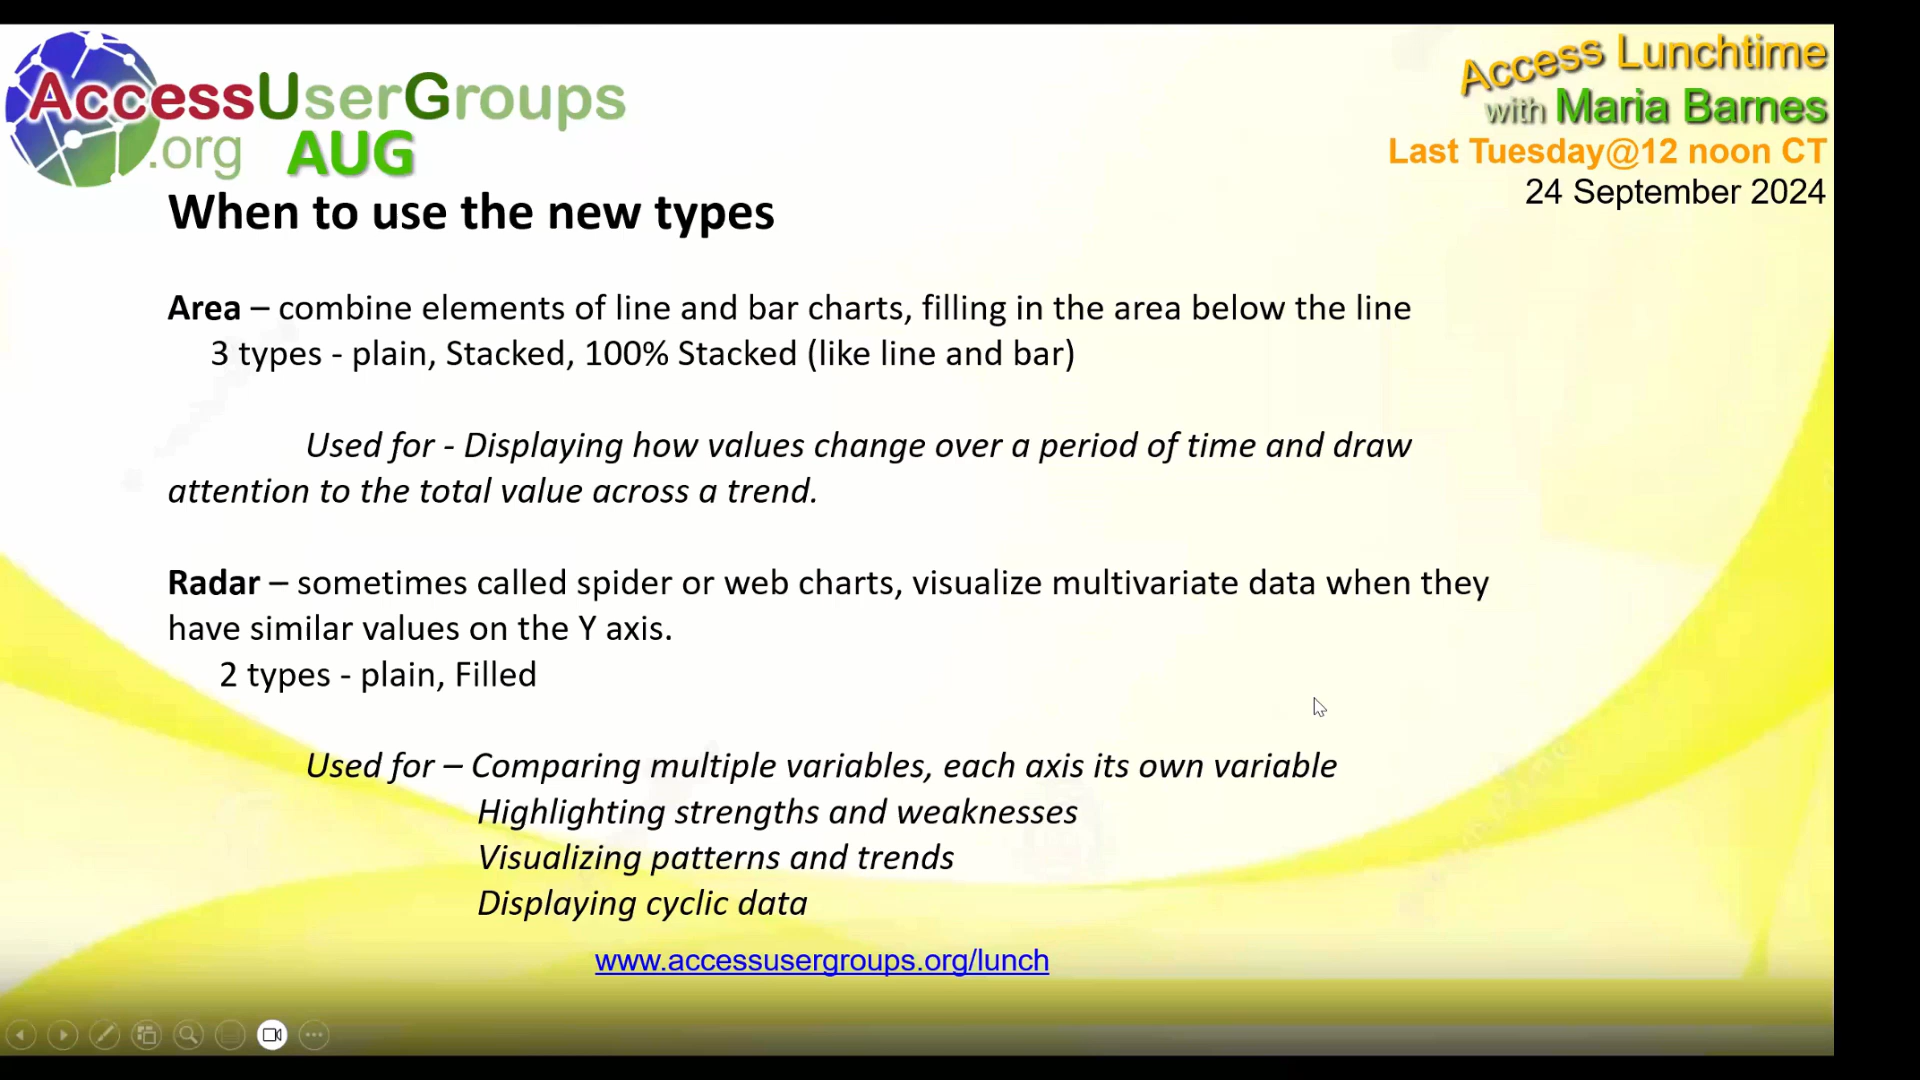 AccessUserGroups
.org AUG
Access Lunchtime
with Maria Barnes
Last Tuesday@12 noon CT
24 September 2024
When to use the new types
Area – combine elements of line and bar charts, filling in the area below the line
3 types - plain, Stacked, 100% Stacked (like line and bar)
Used for - Displaying how values change over a period of time and draw
attention to the total value across a trend.
Radar – sometimes called spider or web charts, visualize multivariate data when they
have similar values on the Y axis.
2 types - plain, Filled
Used for – Comparing multiple variables, each axis its own variable
Highlighting strengths and weaknesses
Visualizing patterns and trends
Displaying cyclic data
www.accessusergroups.org/lunch